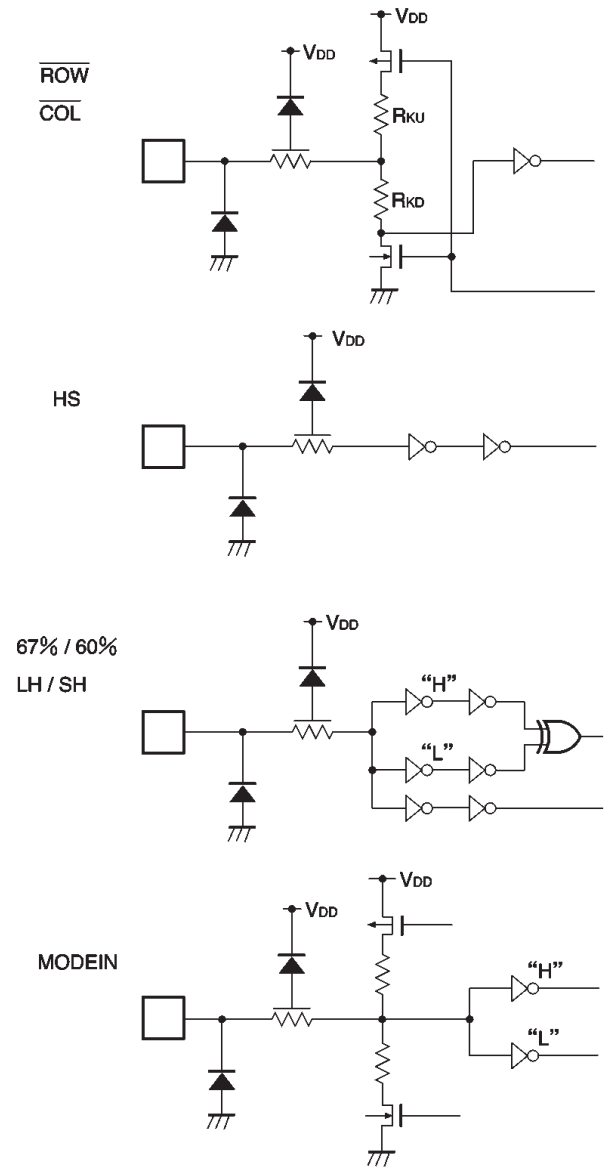 VDD
VDD
ROW
COL
RKU
RKD
VDD
HS
VDD
67% / 60%
LH / SH
“H”
“L”
VDD
VDD
MODEIN
“H”
“L”